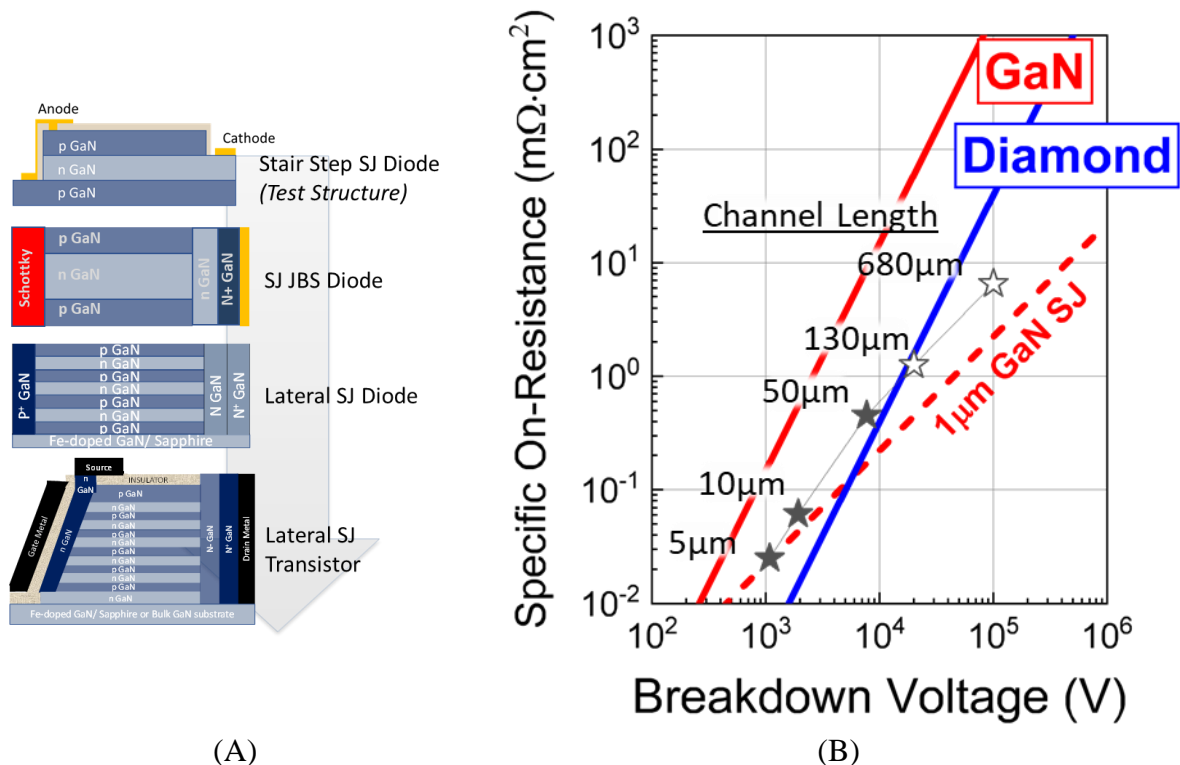 Anode
Cathode
p GaN
n GaN
p GaN
Stair Step SJ Diode
(Test Structure)
Schottky
p GaN
n GaN
p GaN
n GaN
N+ GaN
SJ JBS Diode
P⁺ GaN
p GaN
n GaN
p GaN
n GaN
p GaN
n GaN
p GaN
N GaN
N⁺ GaN
Fe-doped GaN/ Sapphire
Lateral SJ Diode
Source
Gate Metal
n GaN
n
GaN
INSULATOR
p GaN
n GaN
p GaN
n GaN
p GaN
n GaN
p GaN
n GaN
p GaN
n GaN
p GaN
n GaN
N- GaN
N⁺ GaN
Drain Metal
Fe-doped GaN/ Sapphire or Bulk GaN substrate
Lateral SJ
Transistor
(A)
Specific On-Resistance (mΩ·cm²)
10³
10²
10¹
10⁰
10⁻¹
10⁻²
GaN
Diamond
Channel Length
680μm
130μm
50μm
10μm
5μm
1μm GaN SJ
10² 10³ 10⁴ 10⁵ 10⁶
Breakdown Voltage (V)
(B)